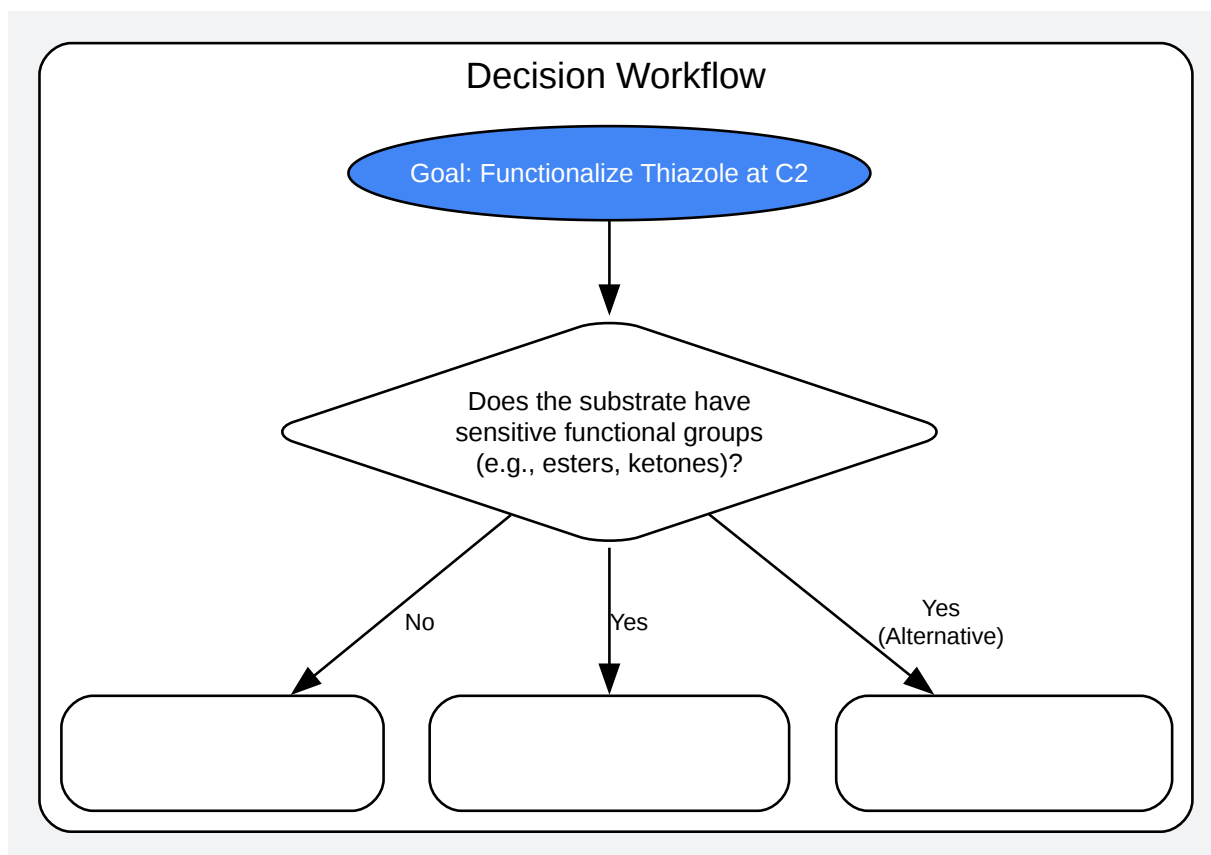 Decision Workflow
Goal: Functionalize Thiazole at C2
Does the substrate have
sensitive functional groups
(e.g., esters, ketones)?
No
Yes
Yes
(Alternative)